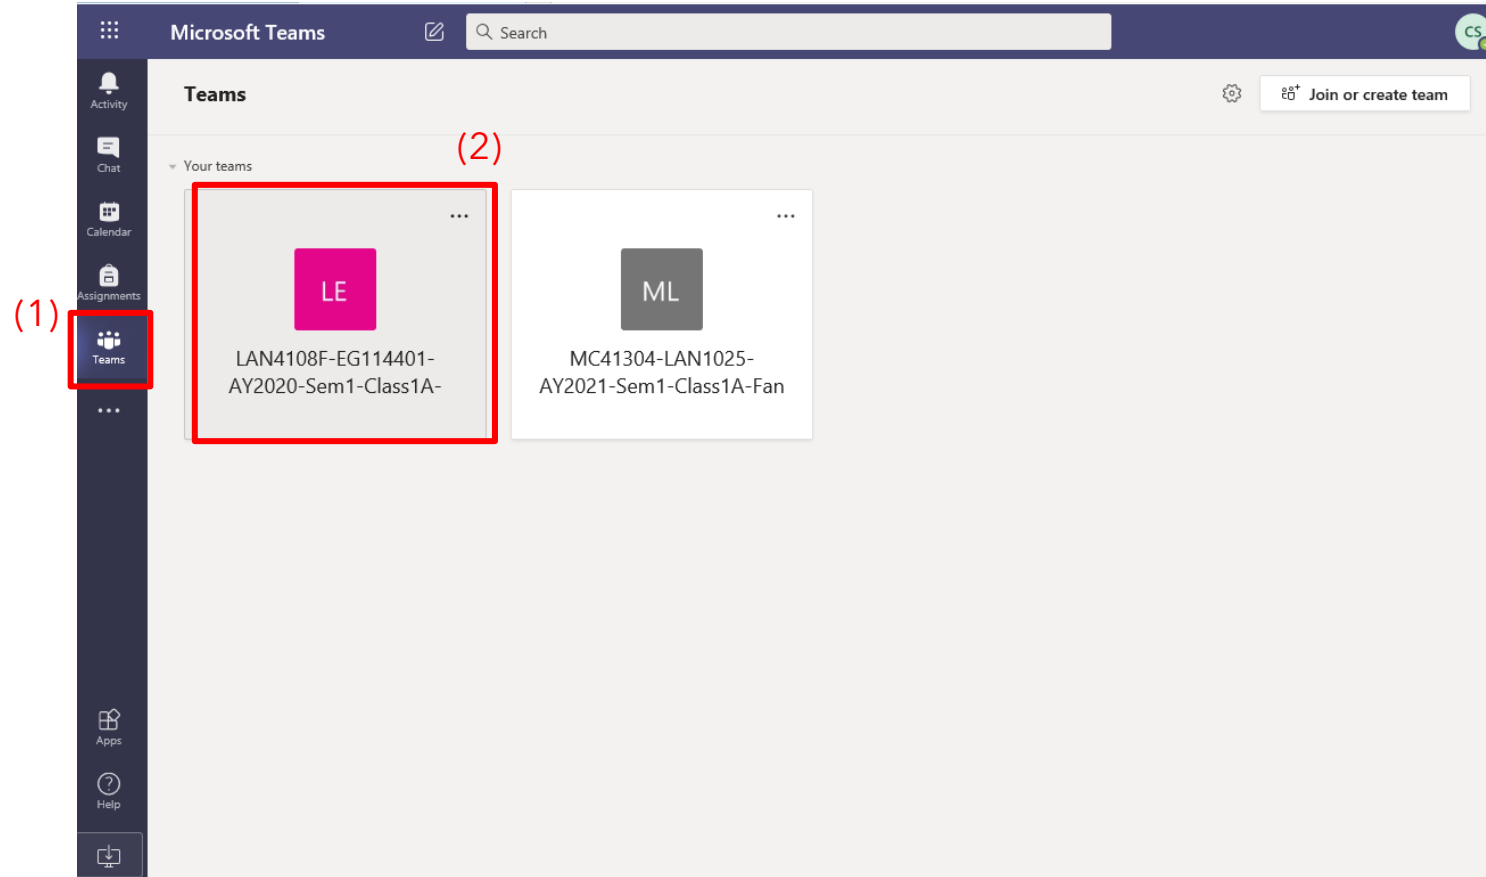 Microsoft Teams
Search
CS
Activity
Teams
Join or create team
(2)
Chat
Your teams
Calendar
LE
ML
Assignments
(1)
Teams
LAN4108F-EG114401-
AY2020-Sem1-Class1A-
MC41304-LAN1025-
AY2021-Sem1-Class1A-Fan
Apps
Help